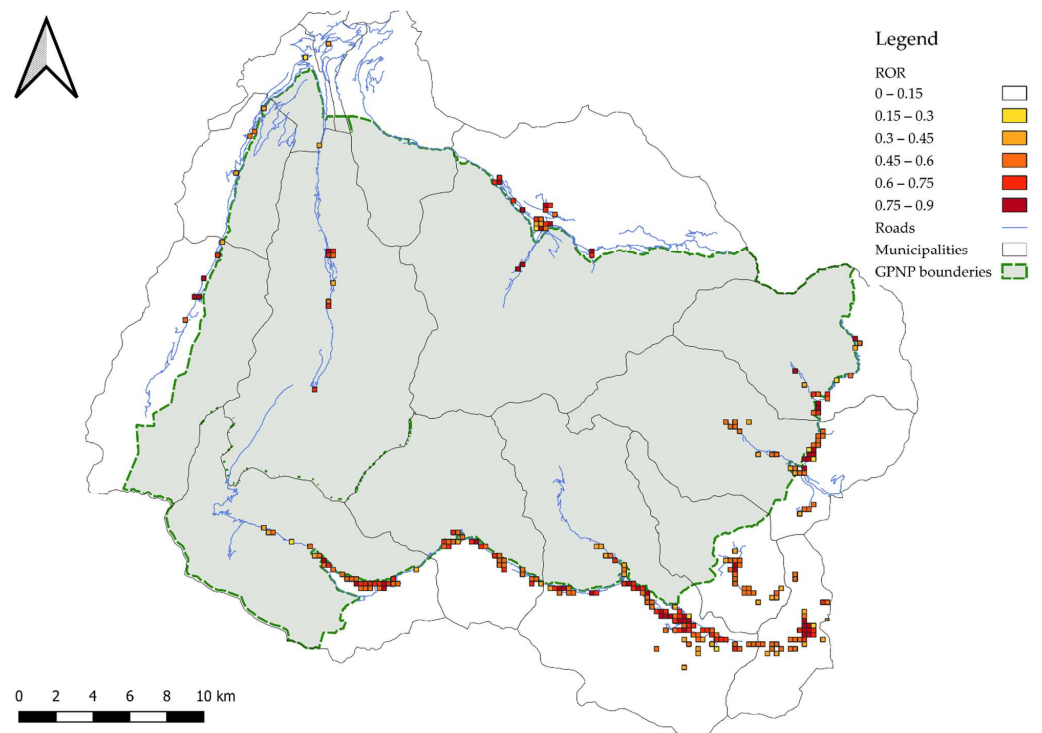 Legend
ROR
0 – 0.15
0.15 – 0.3
0.3 – 0.45
0.45 – 0.6
0.6 – 0.75
0.75 – 0.9
Roads
Municipalities
GPNP bounderies
0 2 4 6 8 10 km